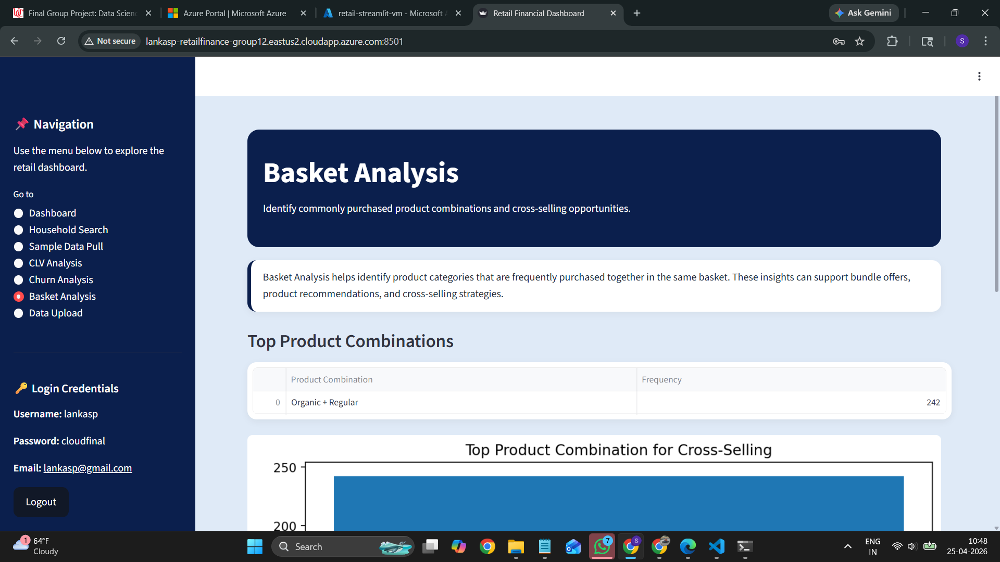 Final Group Project: Data Scienc
Azure Portal | Microsoft Azure
retail-streamlit-vm - Microsoft A
Retail Financial Dashboard
Ask Gemini
Not secure
lankasp-retailfinance-group12.eastus2.cloudapp.azure.com:8501
S
📌 Navigation
Use the menu below to explore the
retail dashboard.
Go to
Dashboard
Household Search
Sample Data Pull
CLV Analysis
Churn Analysis
Basket Analysis
Data Upload
🔑 Login Credentials
Username: lankasp
Password: cloudfinal
Email: lankasp@gmail.com
Logout
Basket Analysis
Identify commonly purchased product combinations and cross-selling opportunities.
Basket Analysis helps identify product categories that are frequently purchased together in the same basket. These insights can support bundle offers,
product recommendations, and cross-selling strategies.
Top Product Combinations
Product Combination Frequency
0 Organic + Regular 242
Top Product Combination for Cross-Selling
250
200
1
64°F
Cloudy
Search
7
S
ENG
IN
10:48
25-04-2026